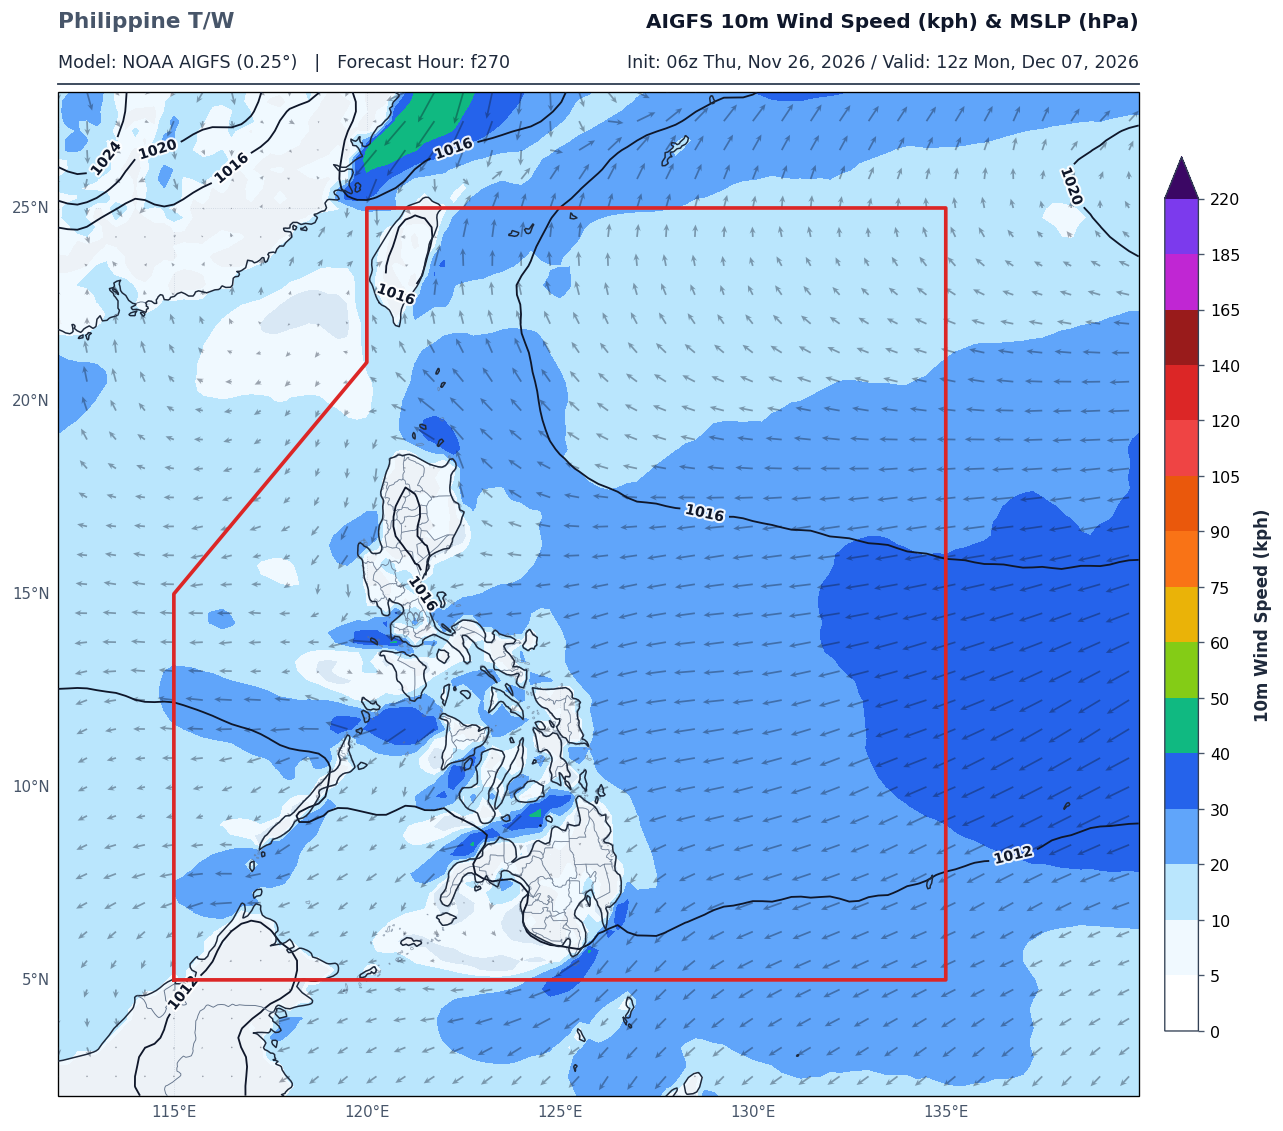 Philippine T/W
AIGFS 10m Wind Speed (kph) & MSLP (hPa)
Model: NOAA AIGFS (0.25°) | Forecast Hour: f270
Init: 06z Thu, Nov 26, 2026 / Valid: 12z Mon, Dec 07, 2026
1024
1020
1016
1016
1020
1016
1016
1016
1012
1012
25°N
20°N
15°N
10°N
5°N
115°E
120°E
125°E
130°E
135°E
220
185
165
140
120
105
90
75
60
50
40
30
20
10
5
0
10m Wind Speed (kph)